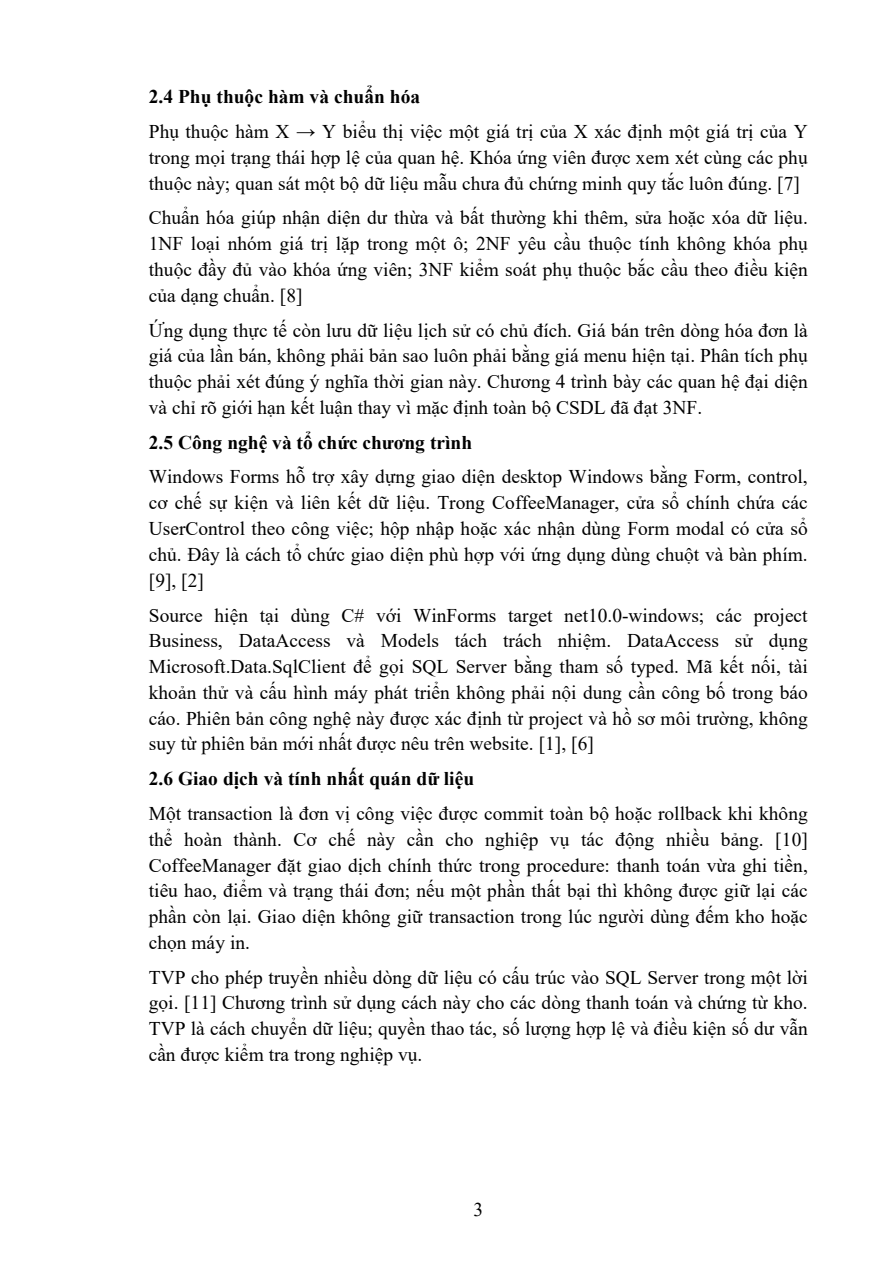 2.4 Phụ thuộc hàm và chuẩn hóa
Phụ thuộc hàm X → Y biểu thị việc một giá trị của X xác định một giá trị của Y
trong mọi trạng thái hợp lệ của quan hệ. Khóa ứng viên được xem xét cùng các phụ
thuộc này; quan sát một bộ dữ liệu mẫu chưa đủ chứng minh quy tắc luôn đúng. [7]
Chuẩn hóa giúp nhận diện dư thừa và bất thường khi thêm, sửa hoặc xóa dữ liệu.
1NF loại nhóm giá trị lặp trong một ô; 2NF yêu cầu thuộc tính không khóa phụ
thuộc đầy đủ vào khóa ứng viên; 3NF kiểm soát phụ thuộc bắc cầu theo điều kiện
của dạng chuẩn. [8]
Ứng dụng thực tế còn lưu dữ liệu lịch sử có chủ đích. Giá bán trên dòng hóa đơn là
giá của lần bán, không phải bản sao luôn phải bằng giá menu hiện tại. Phân tích phụ
thuộc phải xét đúng ý nghĩa thời gian này. Chương 4 trình bày các quan hệ đại diện
và chỉ rõ giới hạn kết luận thay vì mặc định toàn bộ CSDL đã đạt 3NF.
2.5 Công nghệ và tổ chức chương trình
Windows Forms hỗ trợ xây dựng giao diện desktop Windows bằng Form, control,
cơ chế sự kiện và liên kết dữ liệu. Trong CoffeeManager, cửa sổ chính chứa các
UserControl theo công việc; hộp nhập hoặc xác nhận dùng Form modal có cửa sổ
chủ. Đây là cách tổ chức giao diện phù hợp với ứng dụng dùng chuột và bàn phím.
[9], [2]
Source hiện tại dùng C# với WinForms target net10.0-windows; các project
Business, DataAccess và Models tách trách nhiệm. DataAccess sử dụng
Microsoft.Data.SqlClient để gọi SQL Server bằng tham số typed. Mã kết nối, tài
khoản thử và cấu hình máy phát triển không phải nội dung cần công bố trong báo
cáo. Phiên bản công nghệ này được xác định từ project và hồ sơ môi trường, không
suy từ phiên bản mới nhất được nêu trên website. [1], [6]
2.6 Giao dịch và tính nhất quán dữ liệu
Một transaction là đơn vị công việc được commit toàn bộ hoặc rollback khi không
thể hoàn thành. Cơ chế này cần cho nghiệp vụ tác động nhiều bảng. [10]
CoffeeManager đặt giao dịch chính thức trong procedure: thanh toán vừa ghi tiền,
tiêu hao, điểm và trạng thái đơn; nếu một phần thất bại thì không được giữ lại các
phần còn lại. Giao diện không giữ transaction trong lúc người dùng đếm kho hoặc
chọn máy in.
TVP cho phép truyền nhiều dòng dữ liệu có cấu trúc vào SQL Server trong một lời
gọi. [11] Chương trình sử dụng cách này cho các dòng thanh toán và chứng từ kho.
TVP là cách chuyển dữ liệu; quyền thao tác, số lượng hợp lệ và điều kiện số dư vẫn
cần được kiểm tra trong nghiệp vụ.
3